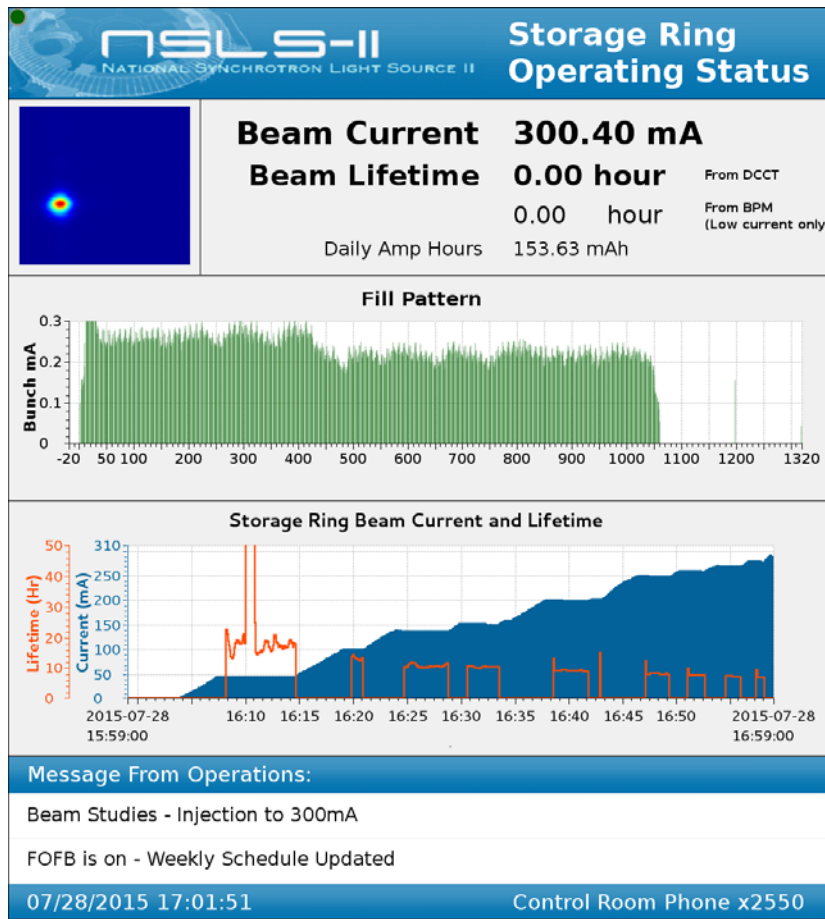 NSLS-II
NATIONAL SYNCHROTRON LIGHT SOURCE II
Storage Ring
Operating Status
Beam Current 300.40 mA
Beam Lifetime 0.00 hour From DCCT
0.00 hour From BPM
(Low current only
Daily Amp Hours 153.63 mAh
Fill Pattern
Bunch mA
0.3
0.2
0.1
0
-20 50 100 200 300 400 500 600 700 800 900 1000 1100 1200 1320
Storage Ring Beam Current and Lifetime
Lifetime (Hr)
50
40
30
20
10
0
Current (mA)
310
250
200
150
100
50
0
2015-07-28 16:10 16:15 16:20 16:25 16:30 16:35 16:40 16:45 16:50 2015-07-28
15:59:00 16:59:00
Message From Operations:
Beam Studies - Injection to 300mA
FOFB is on - Weekly Schedule Updated
07/28/2015 17:01:51 Control Room Phone x2550